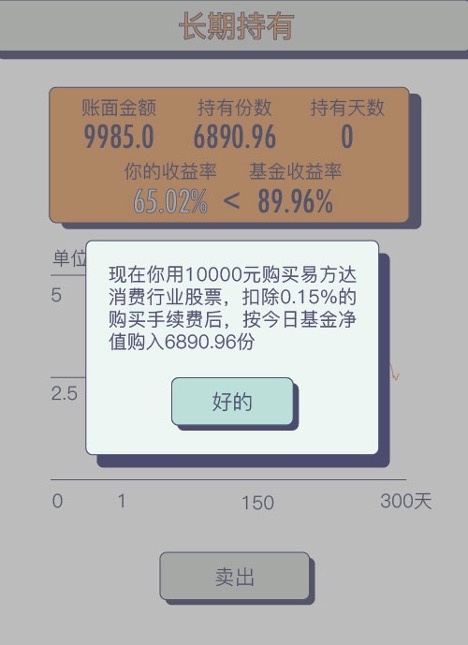 长期持有
账面金额 持有份数 持有天数
9985.0 6890.96 0
你的收益率 基金收益率
65.02% < 89.96%
单位
现在你用10000元购买易方达
消费行业股票，扣除0.15%的
购买手续费后，按今日基金净
值购入6890.96份
5
2.5
好的
0 1 150 300天
卖出